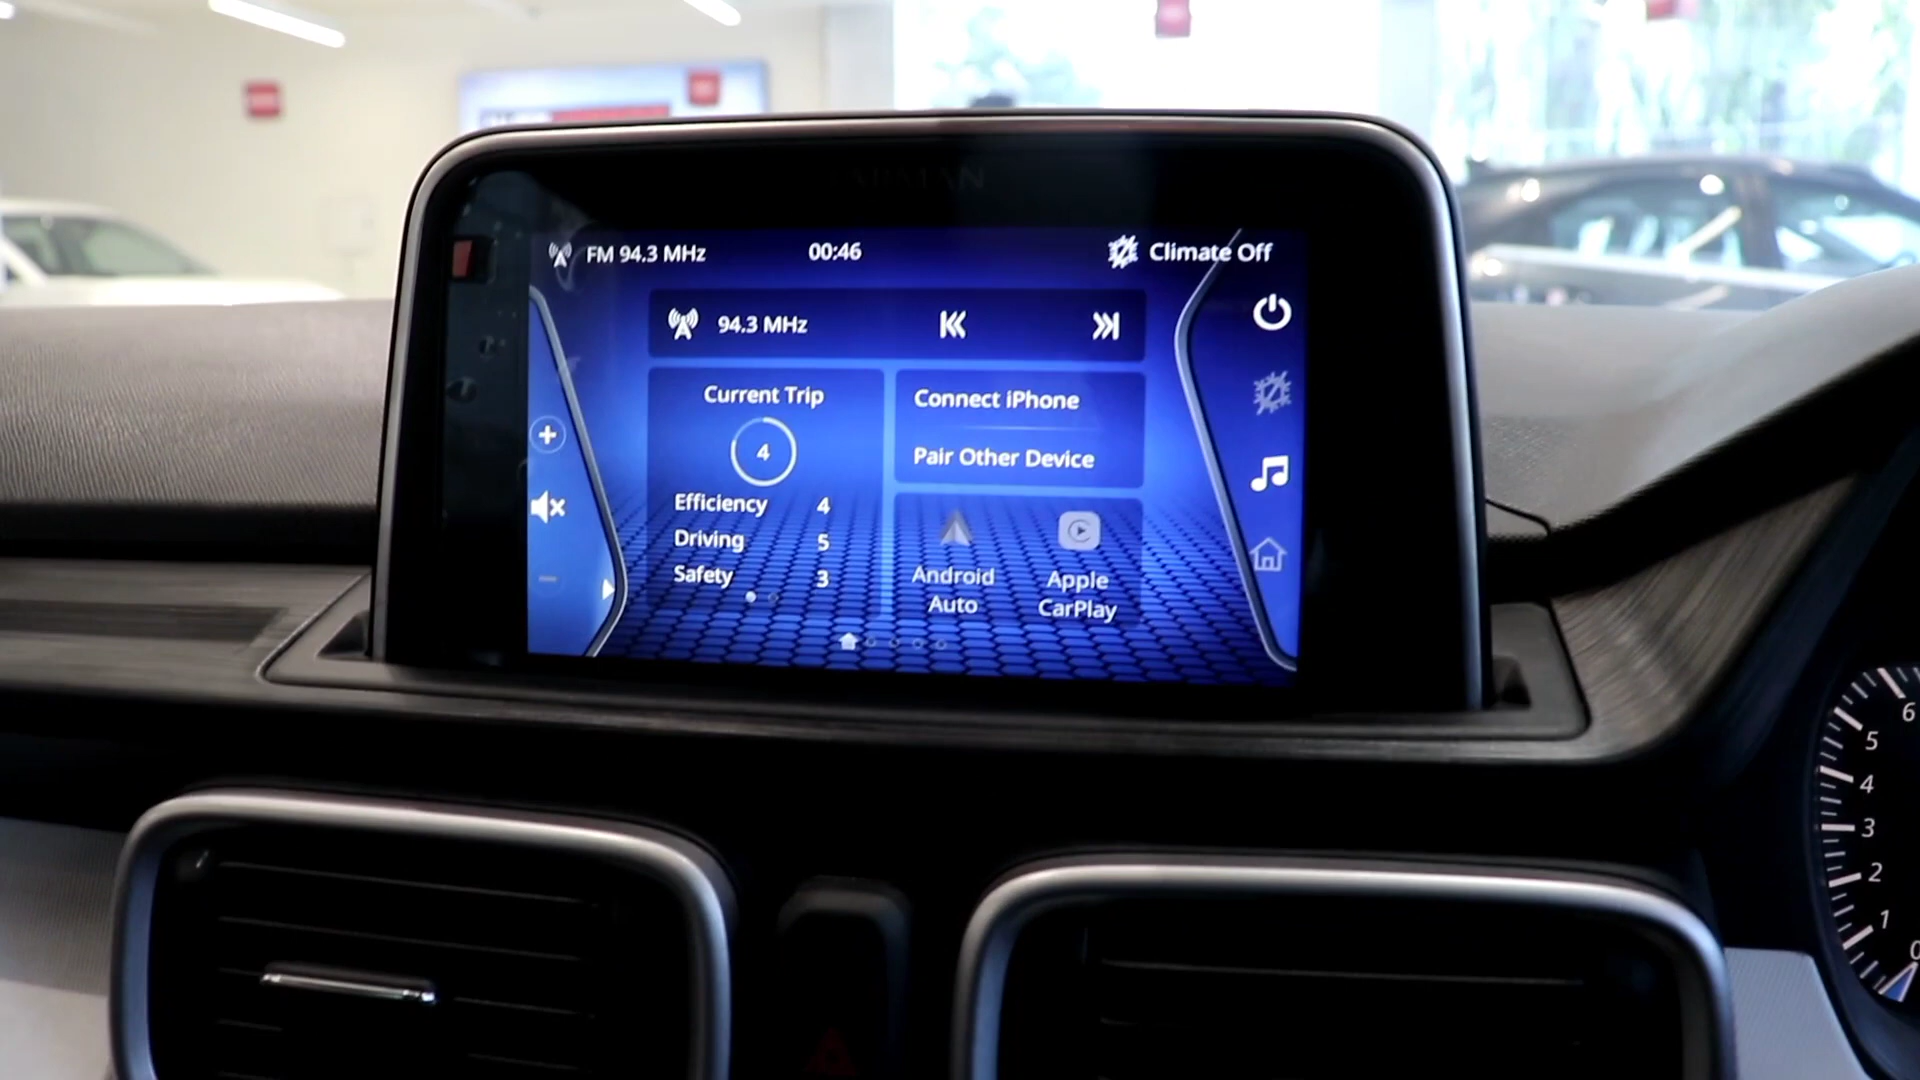 FM 94.3 MHz
00:46
Climate Off
94.3 MHz
Current Trip
4
Efficiency 4
Driving 5
Safety 3
Connect iPhone
Pair Other Device
Android
Auto
Apple
CarPlay
6
5
4
3
2
1
0